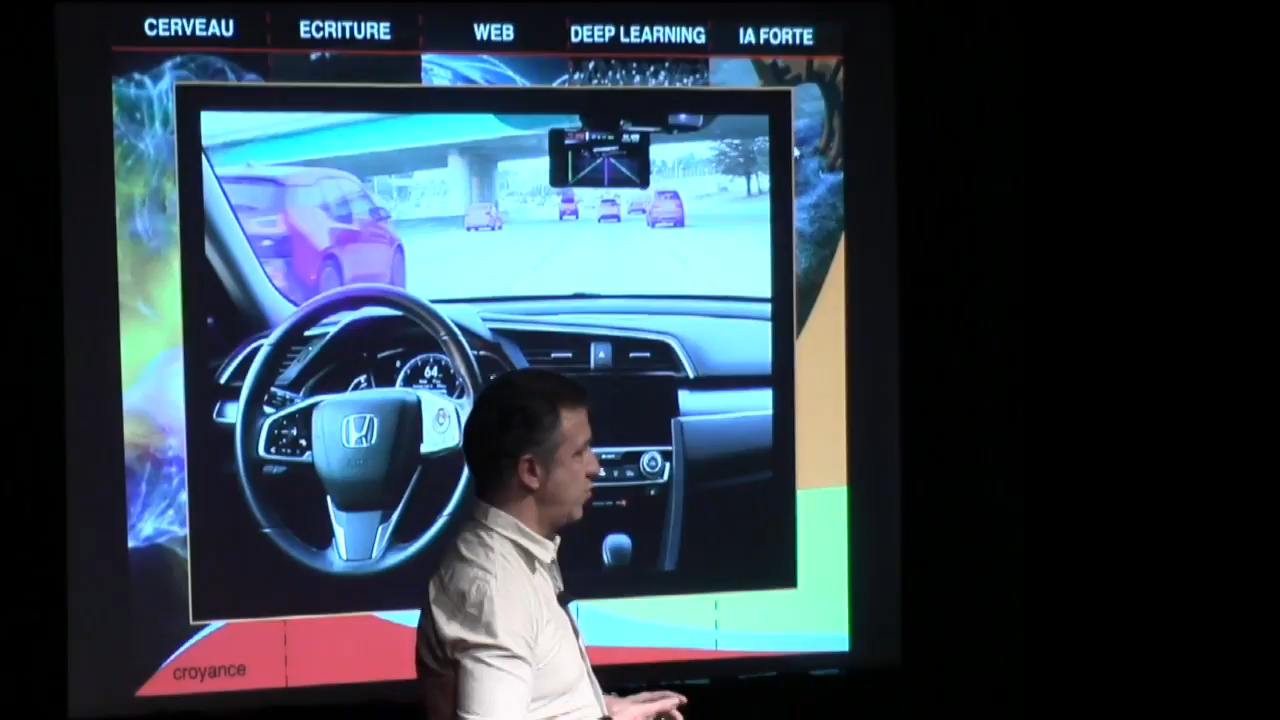 CERVEAU
ECRITURE
WEB
DEEP LEARNING
IA FORTE
64
croyance